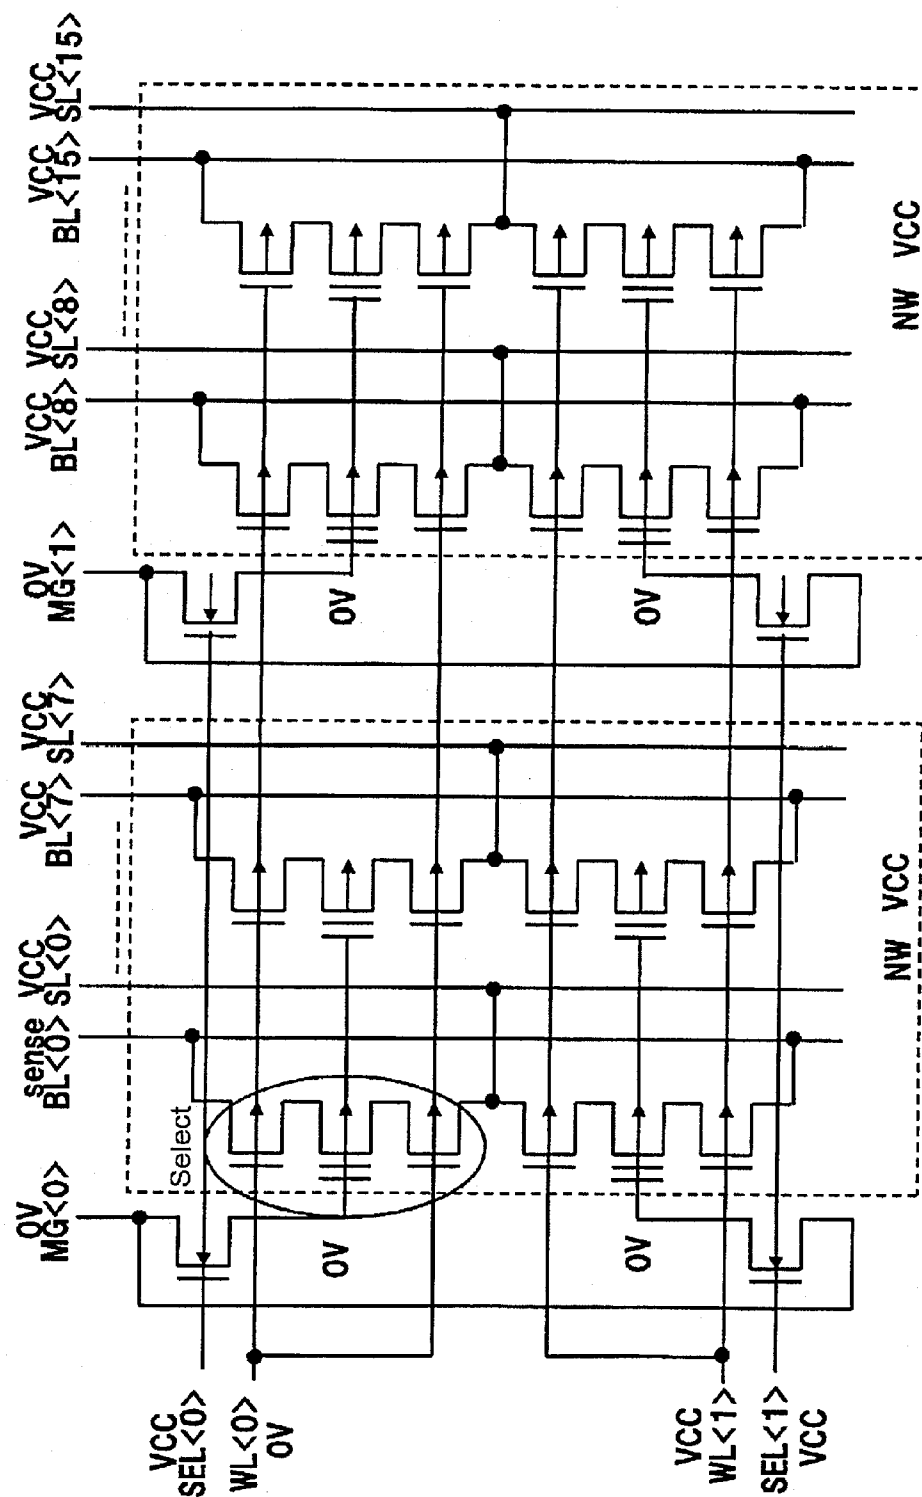 0V
MG<0>
sense
BL<0>
VCC
SL<0>
VCC
BL<7>
VCC
SL<7>
0V
MG<1>
VCC
BL<8>
VCC
SL<8>
VCC
BL<15>
VCC
SL<15>
Select
0V
0V
0V
0V
NW VCC
NW VCC
VCC
SEL<0>
WL<0>
0V
VCC
WL<1>
SEL<1>
VCC